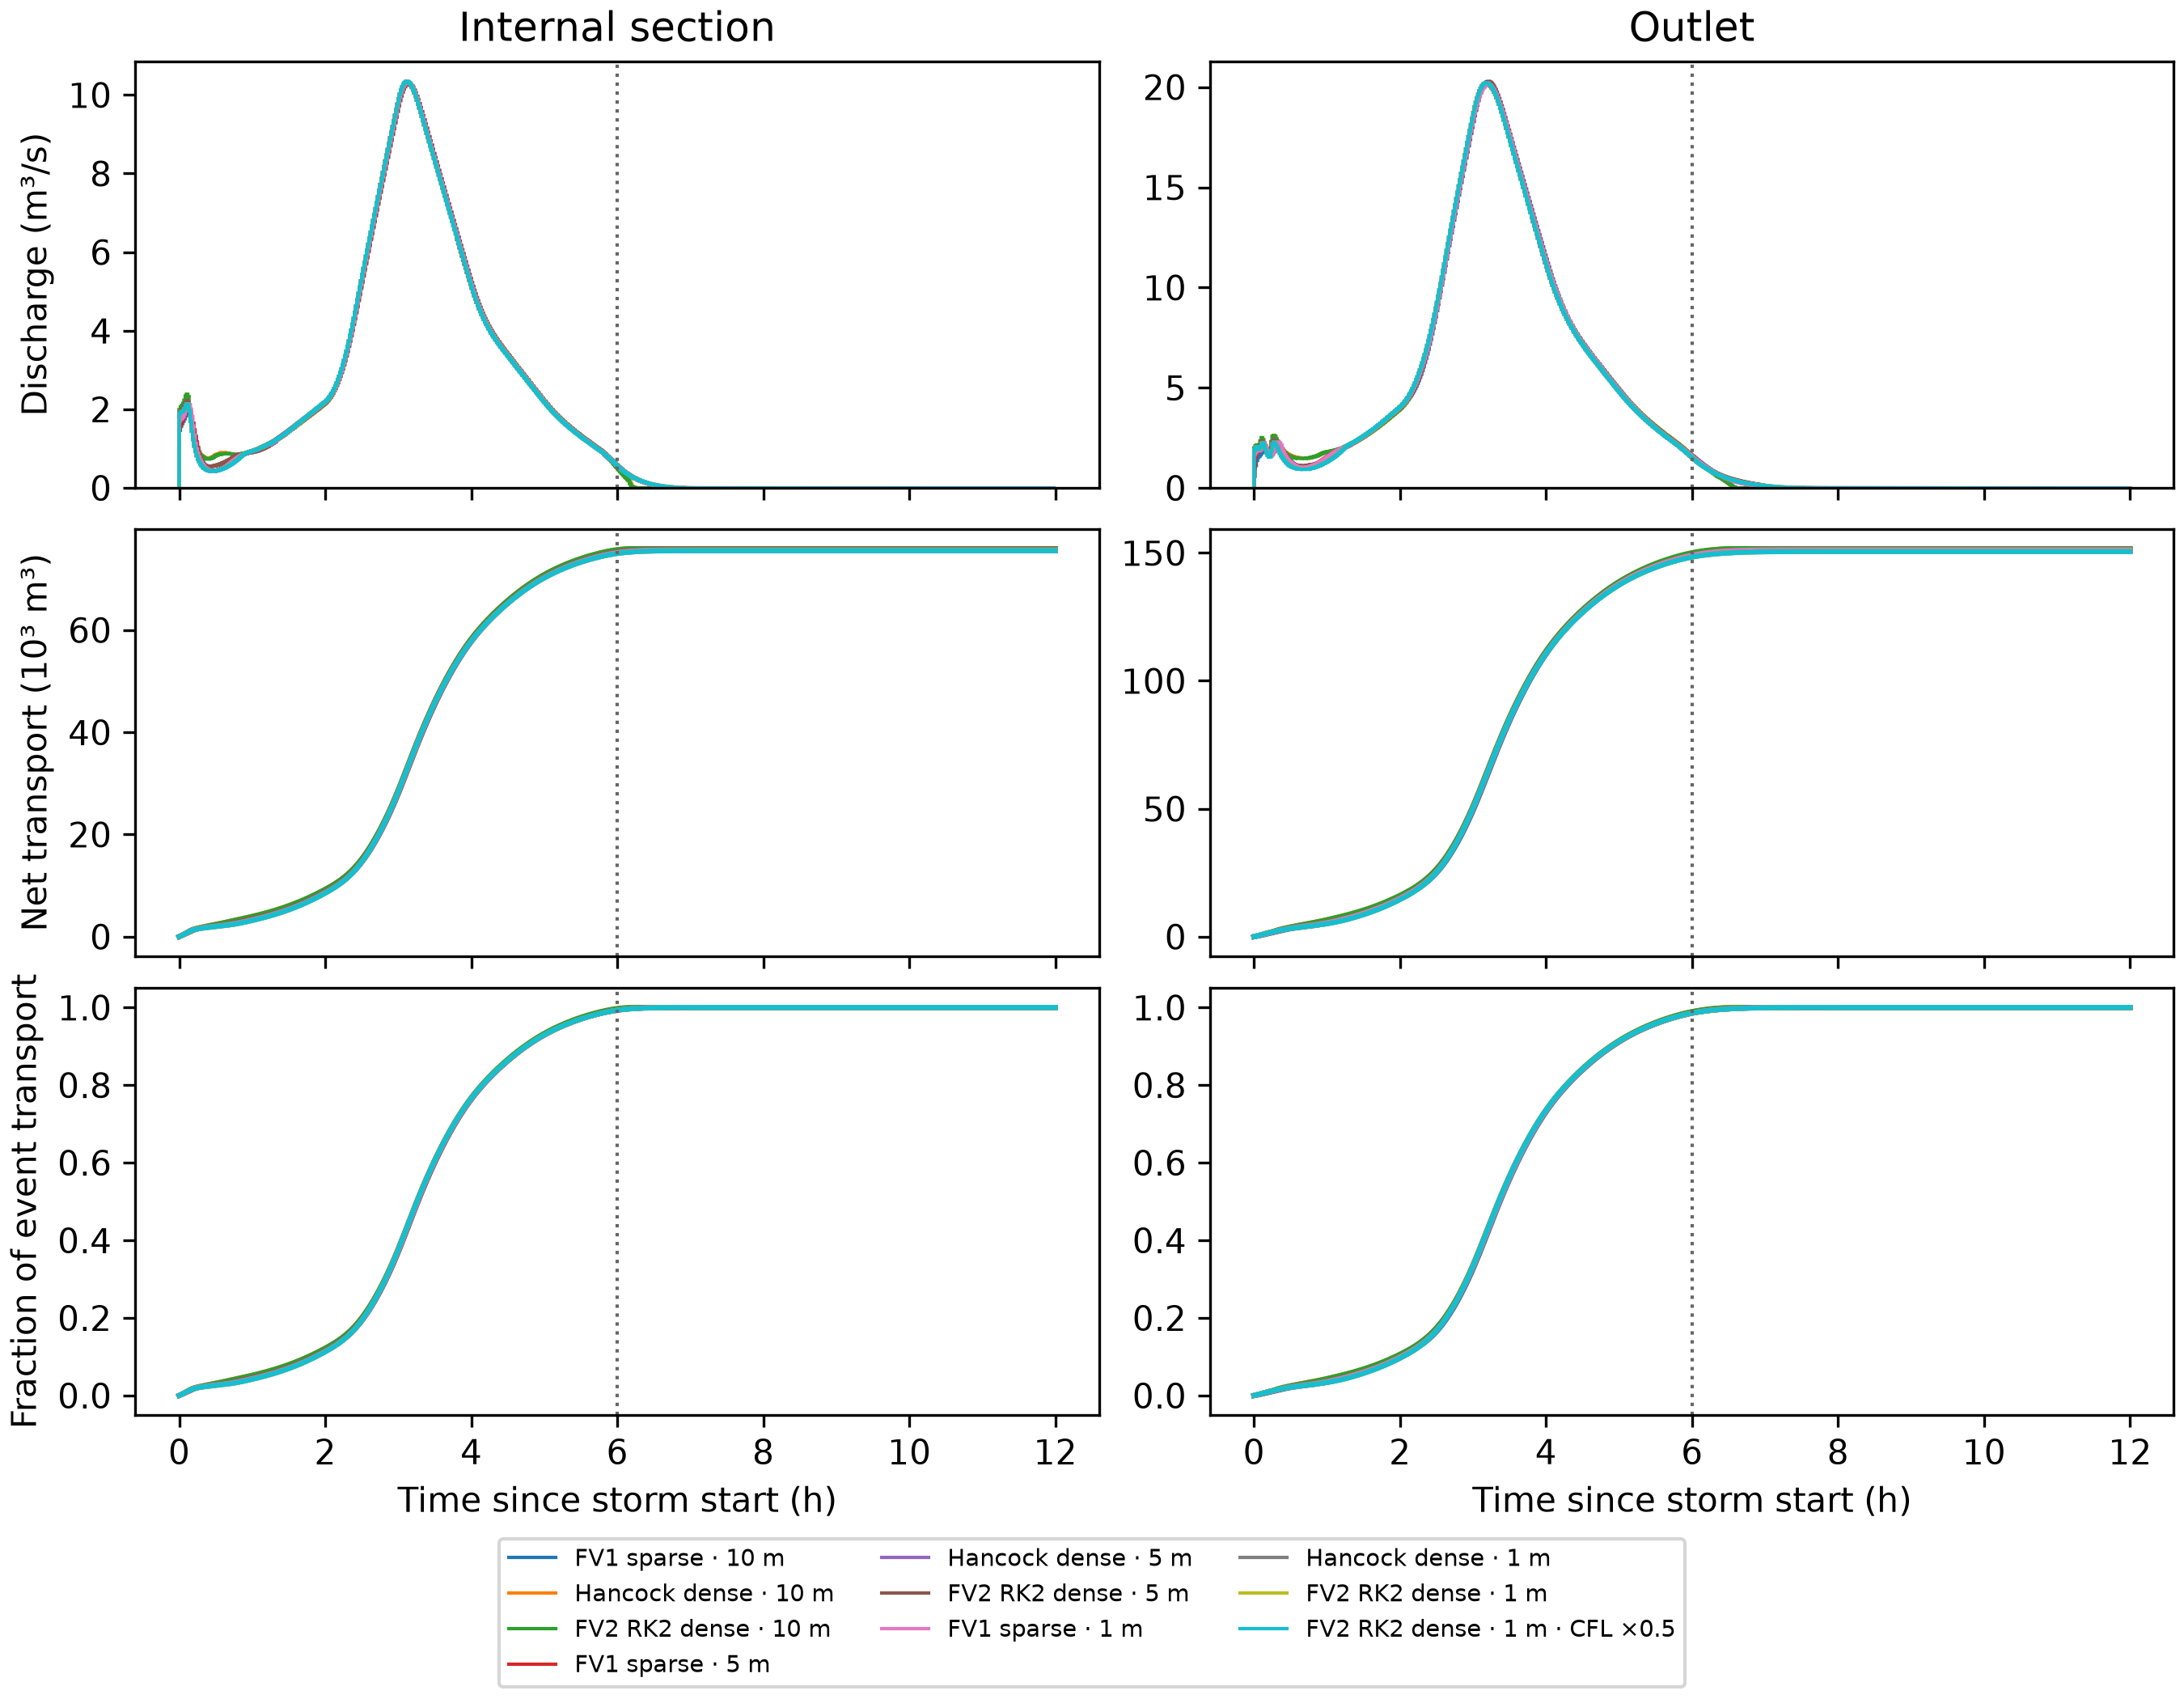 Internal section
Outlet
Discharge (m³/s)
10
8
6
4
2
0
20
15
10
5
0
Net transport (10³ m³)
60
40
20
0
150
100
50
0
Fraction of event transport
1.0
0.8
0.6
0.4
0.2
0.0
1.0
0.8
0.6
0.4
0.2
0.0
0 2 4 6 8 10 12
0 2 4 6 8 10 12
Time since storm start (h)
Time since storm start (h)
FV1 sparse · 10 m
Hancock dense · 10 m
FV2 RK2 dense · 10 m
FV1 sparse · 5 m
Hancock dense · 5 m
FV2 RK2 dense · 5 m
FV1 sparse · 1 m
Hancock dense · 1 m
FV2 RK2 dense · 1 m
FV2 RK2 dense · 1 m · CFL ×0.5